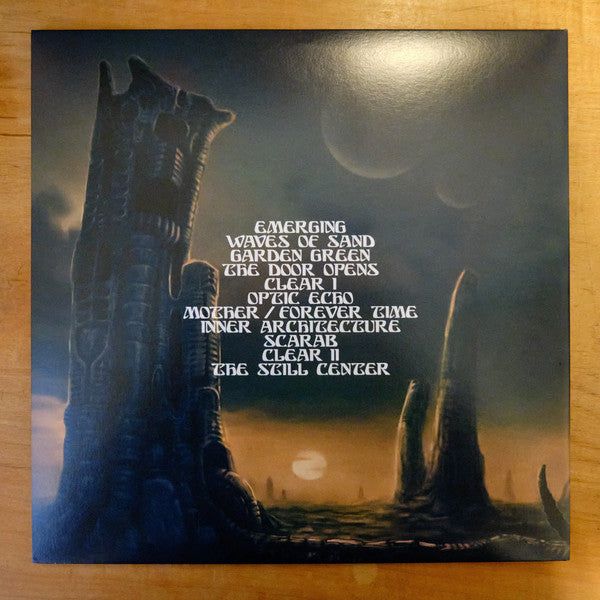 EMERGING
WAVES OF SAND
GARDEN GREEN
THE DOOR OPENS
CLEAR I
OPTIC ECHO
MOTHER / FOREVER TIME
INNER ARCHITECTURE
SCARAB
CLEAR II
THE STILL CENTER